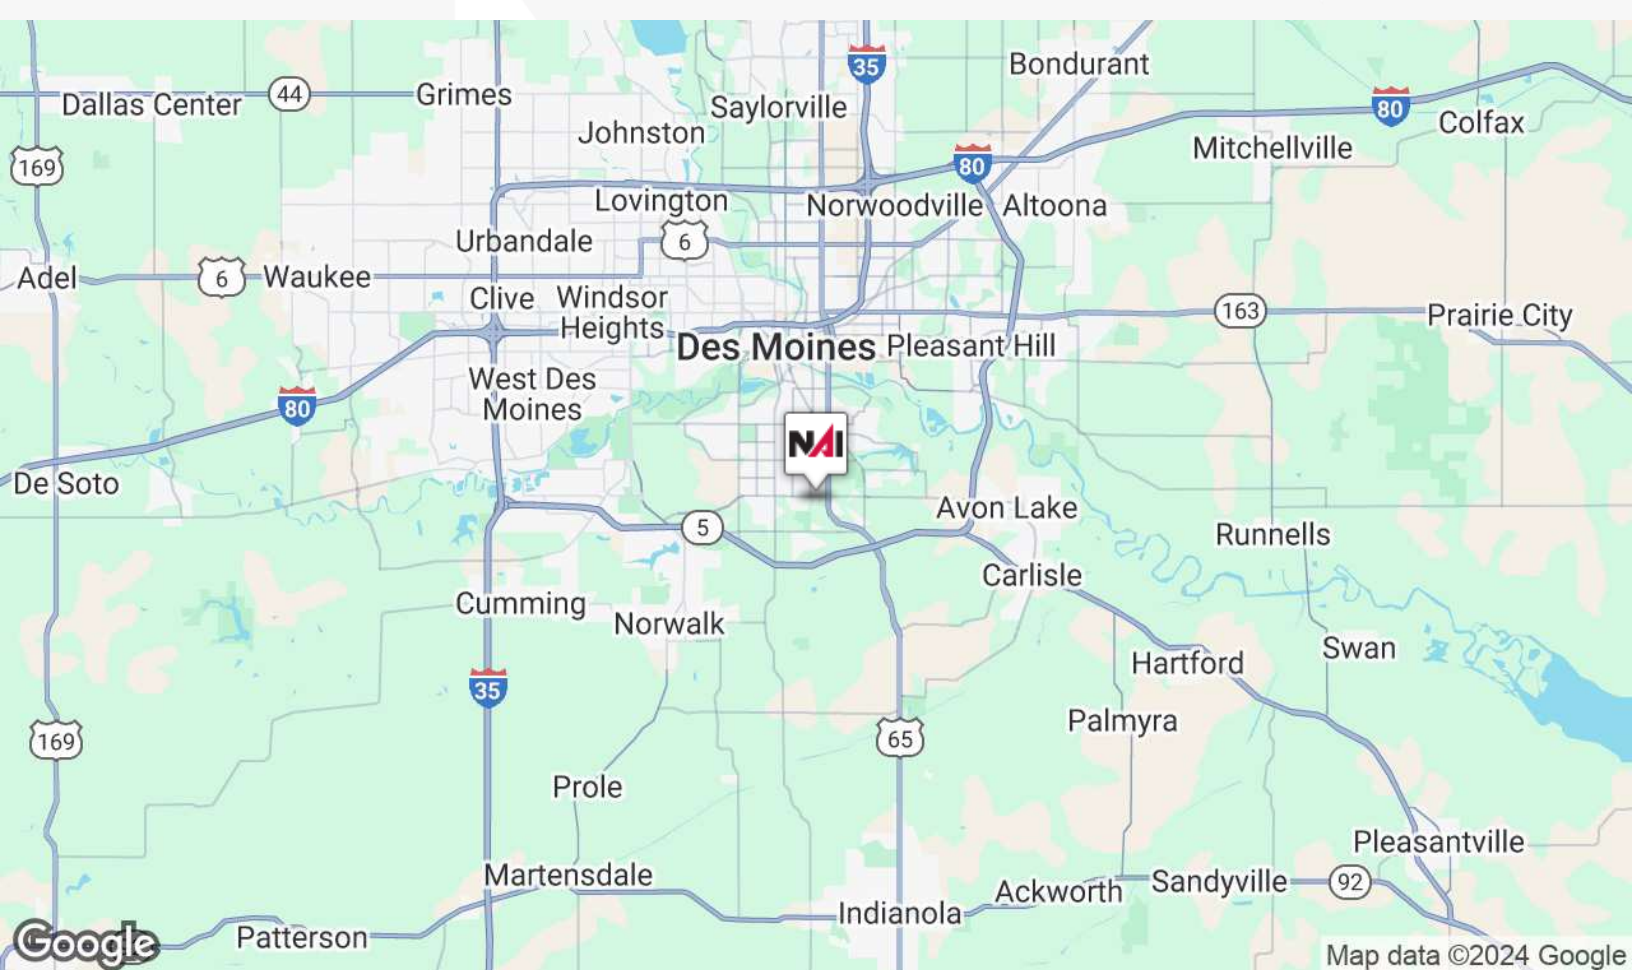 35
Bondurant
44
Grimes
Dallas Center
Saylorville
80
Colfax
Johnston
Mitchellville
169
80
Lovington
Norwoodville
Altoona
Urbandale
6
Adel
6
Waukee
Clive
Windsor
Heights
163
Prairie City
Des Moines
Pleasant Hill
West Des
Moines
80
NAI
De Soto
Avon Lake
5
Runnells
Carlisle
Cumming
Norwalk
Swan
Hartford
35
Palmyra
169
65
Prole
Pleasantville
Martensdale
Ackworth
Sandyville
92
Indianola
Patterson
Google
Map data ©2024 Google